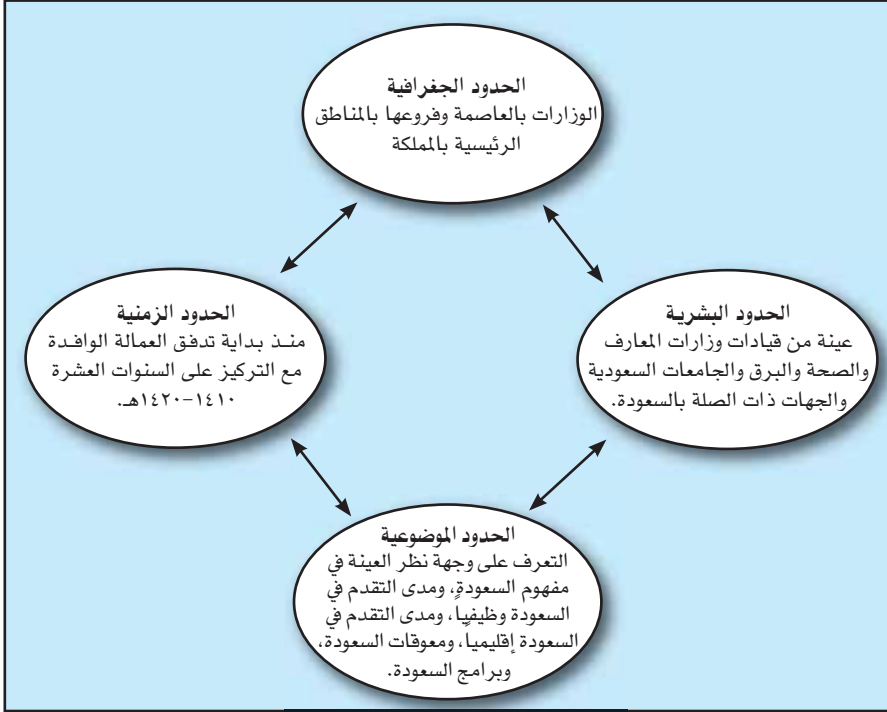 الحدود الجغرافية
الوزارات بالعاصمة وفروعها بالمناطق
الرئيسية بالمملكة
الحدود البشرية
عينة من قيادات وزارات المعارف
والصحة والبرق والجامعات السعودية
والجهات ذات الصلة بالسعودة.
الحدود الزمنية
منذ بداية تدفق العمالة الوافدة
مع التركيز على السنوات العشرة
١٤١٠-١٤٢٠هـ.
الحدود الموضوعية
التعرف على وجهة نظر العينة في
مفهوم السعودةٍ، ومدى التقدم في
السعودة وظيفياً، ومدى التقدم في
السعودة إقليمياً، ومعوقات السعودة،
وبرامج السعودة.